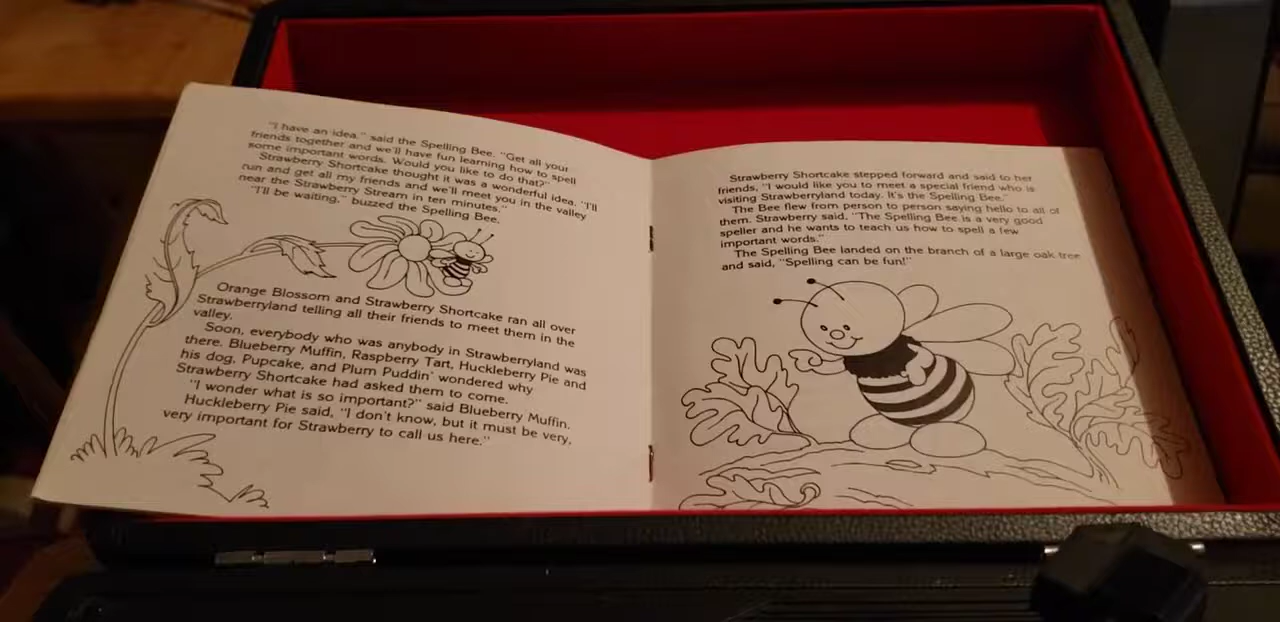 "I have an idea," said the Spelling Bee. "Get all your
friends together and we'll have fun learning how to spell
some important words. Would you like to do that?"
Strawberry Shortcake thought it was a wonderful idea. "I'll
run and get all my friends and we'll meet you in the valley
near the Strawberry Stream in ten minutes."
"I'll be waiting," buzzed the Spelling Bee.
Orange Blossom and Strawberry Shortcake ran all over
Strawberryland telling all their friends to meet them in the
valley.
Soon, everybody who was anybody in Strawberryland was
there. Blueberry Muffin, Raspberry Tart, Huckleberry Pie and
his dog, Pupcake, and Plum Puddin' wondered why
Strawberry Shortcake had asked them to come.
"I wonder what is so important?" said Blueberry Muffin.
Huckleberry Pie said, "I don't know, but it must be very,
very important for Strawberry to call us here."
Strawberry Shortcake stepped forward and said to her
friends, "I would like you to meet a special friend who is
visiting Strawberryland today. It's the Spelling Bee."
The Bee flew from person to person saying hello to all of
them. Strawberry said, "The Spelling Bee is a very good
speller and he wants to teach us how to spell a few
important words."
The Spelling Bee landed on the branch of a large oak tree
and said, "Spelling can be fun!"